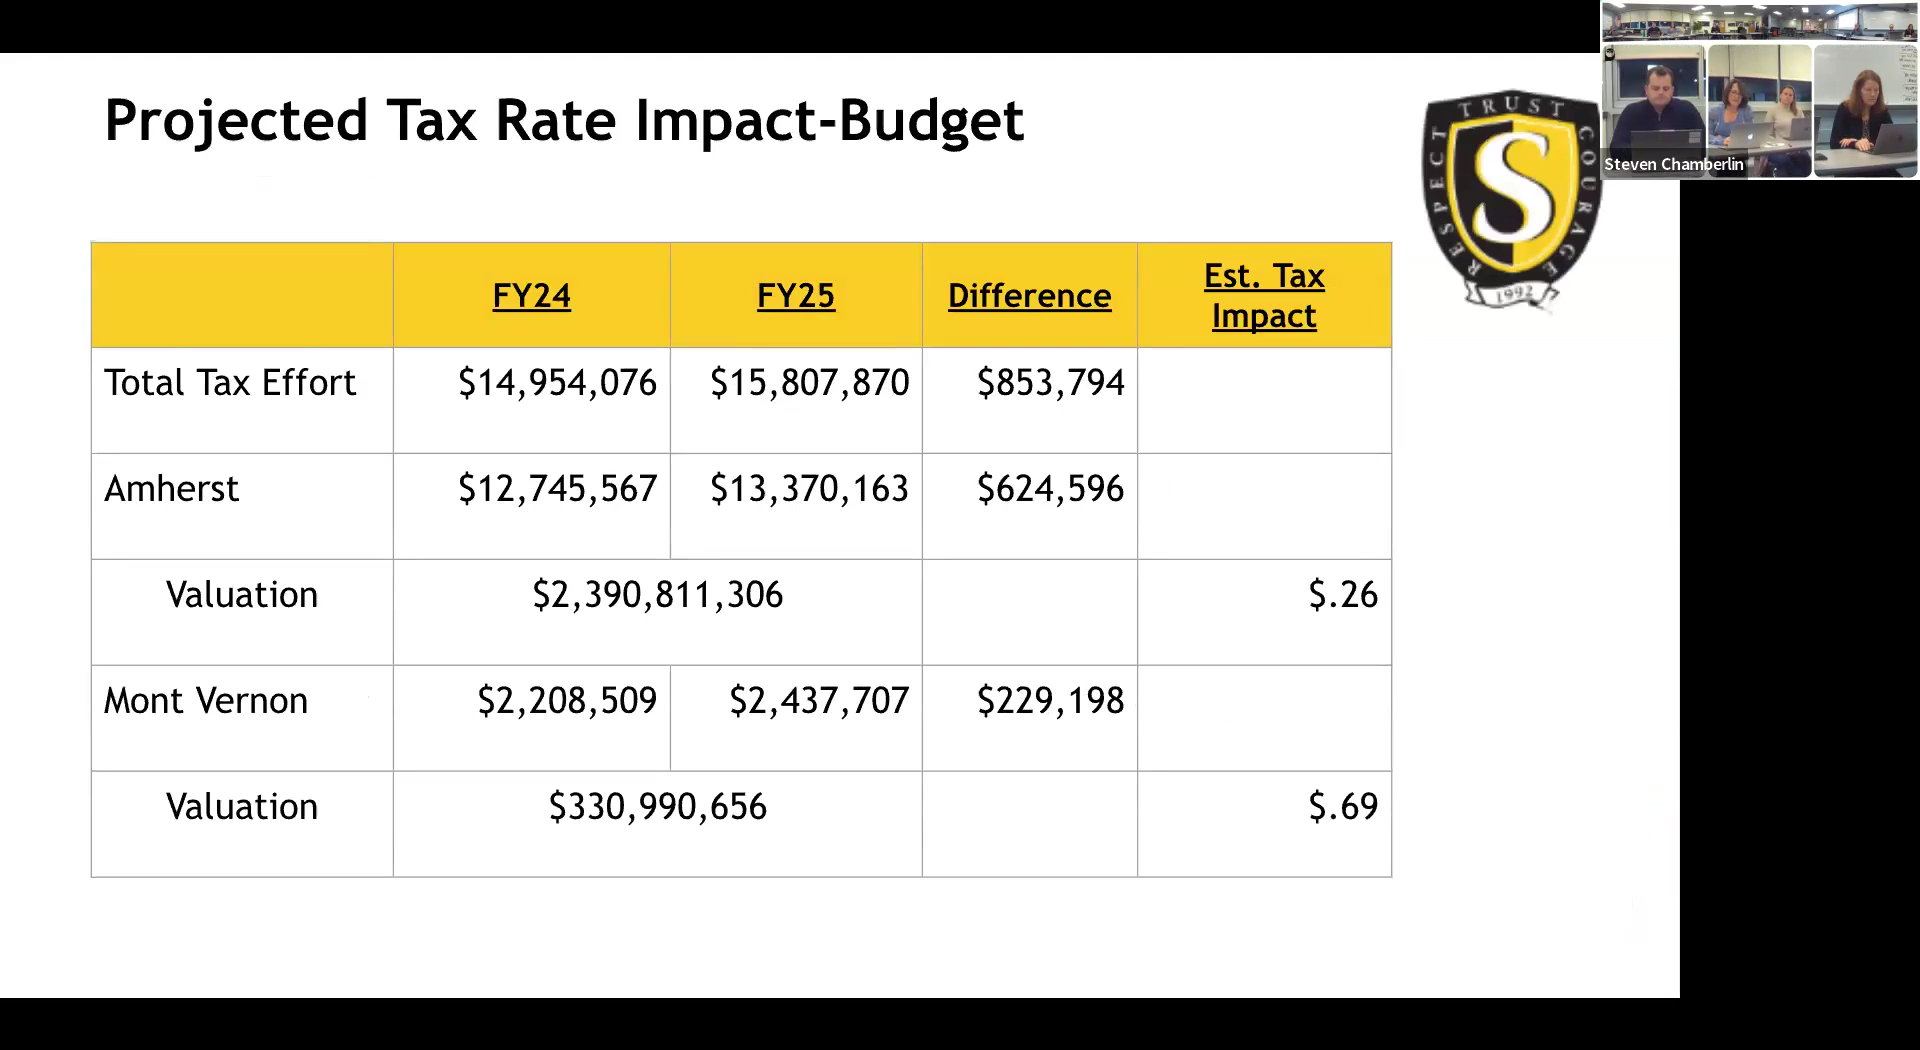 Projected Tax Rate Impact-Budget
TRUST
RESPECT
COURAGE
S
1992
Steven Chamberlin
FY24 FY25 Difference Est. Tax
Impact
Total Tax Effort $14,954,076 $15,807,870 $853,794
Amherst $12,745,567 $13,370,163 $624,596
Valuation $2,390,811,306 $.26
Mont Vernon $2,208,509 $2,437,707 $229,198
Valuation $330,990,656 $.69